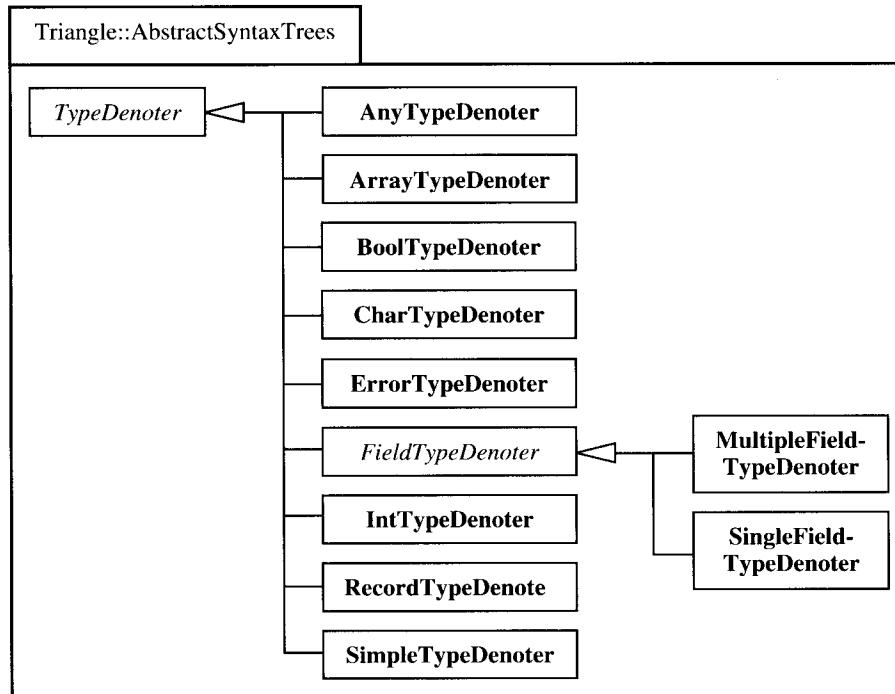 Triangle::AbstractSyntaxTrees
TypeDenoter
AnyTypeDenoter
ArrayTypeDenoter
BoolTypeDenoter
CharTypeDenoter
ErrorTypeDenoter
FieldTypeDenoter
MultipleField-
TypeDenoter
SingleField-
TypeDenoter
IntTypeDenoter
RecordTypeDenote
SimpleTypeDenoter